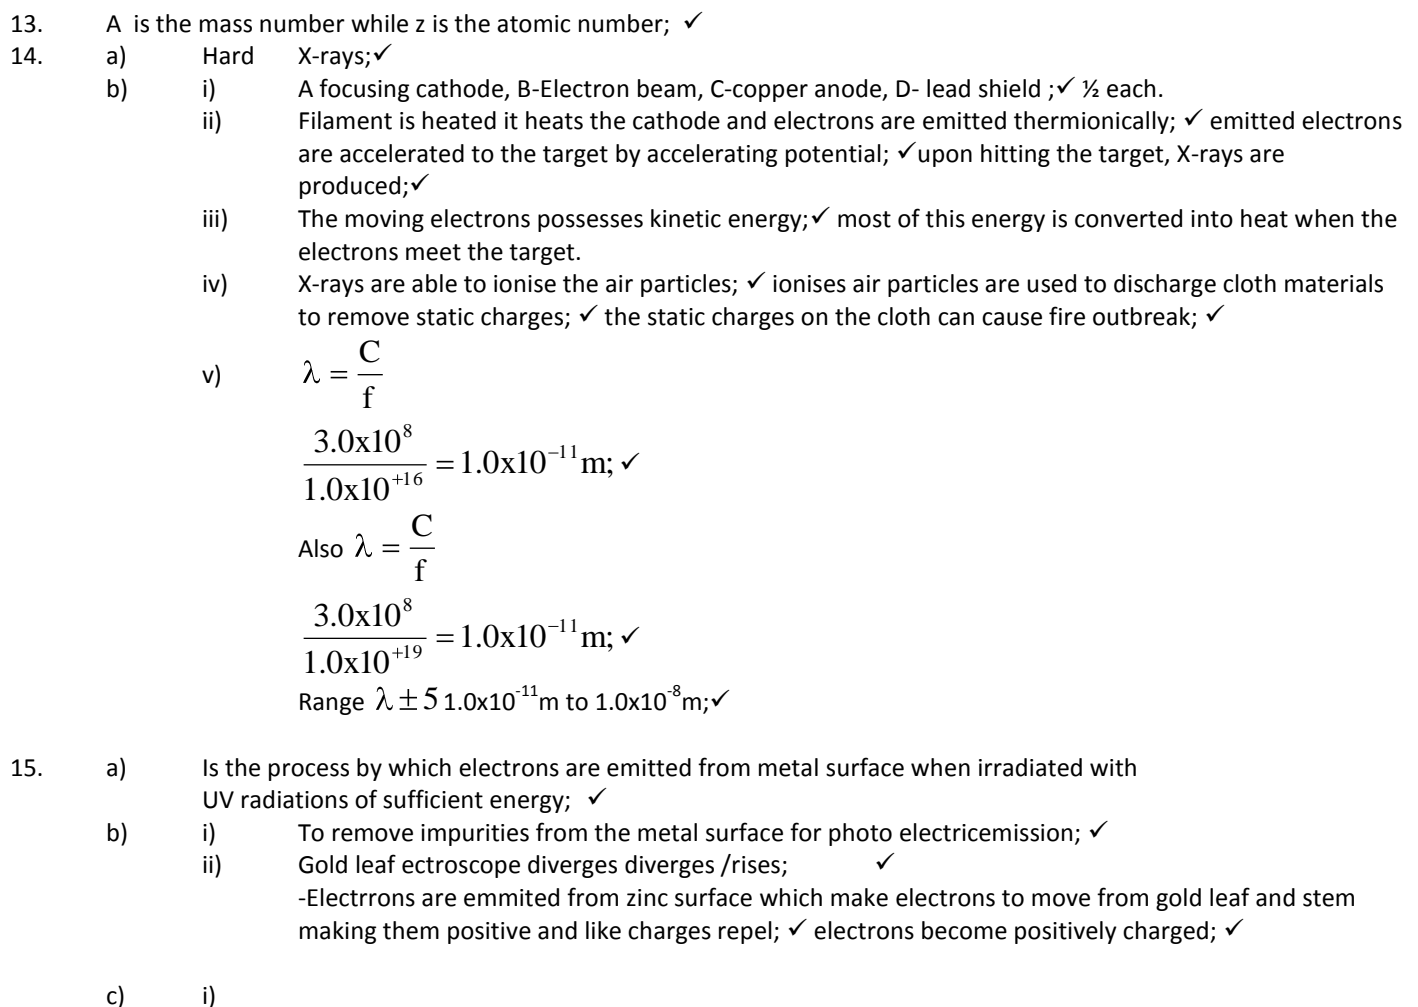 13. A is the mass number while z is the atomic number; ✓
14. a) Hard X-rays;✓
b) i) A focusing cathode, B-Electron beam, C-copper anode, D- lead shield ;✓ ½ each.
ii) Filament is heated it heats the cathode and electrons are emitted thermionically; ✓ emitted electrons
are accelerated to the target by accelerating potential; ✓upon hitting the target, X-rays are
produced;✓
iii) The moving electrons possesses kinetic energy;✓ most of this energy is converted into heat when the
electrons meet the target.
iv) X-rays are able to ionise the air particles; ✓ ionises air particles are used to discharge cloth materials
to remove static charges; ✓ the static charges on the cloth can cause fire outbreak; ✓
v) λ = C/f
3.0x10⁸/1.0x10⁺¹⁶ = 1.0x10⁻¹¹m; ✓
Also λ = C/f
3.0x10⁸/1.0x10⁺¹⁹ = 1.0x10⁻¹¹m; ✓
Range λ ± 5 1.0x10⁻¹¹m to 1.0x10⁻⁸m;✓
15. a) Is the process by which electrons are emitted from metal surface when irradiated with
UV radiations of sufficient energy; ✓
b) i) To remove impurities from the metal surface for photo electricemission; ✓
ii) Gold leaf ectroscope diverges diverges /rises; ✓
-Electrrons are emmited from zinc surface which make electrons to move from gold leaf and stem
making them positive and like charges repel; ✓ electrons become positively charged; ✓
c) i)